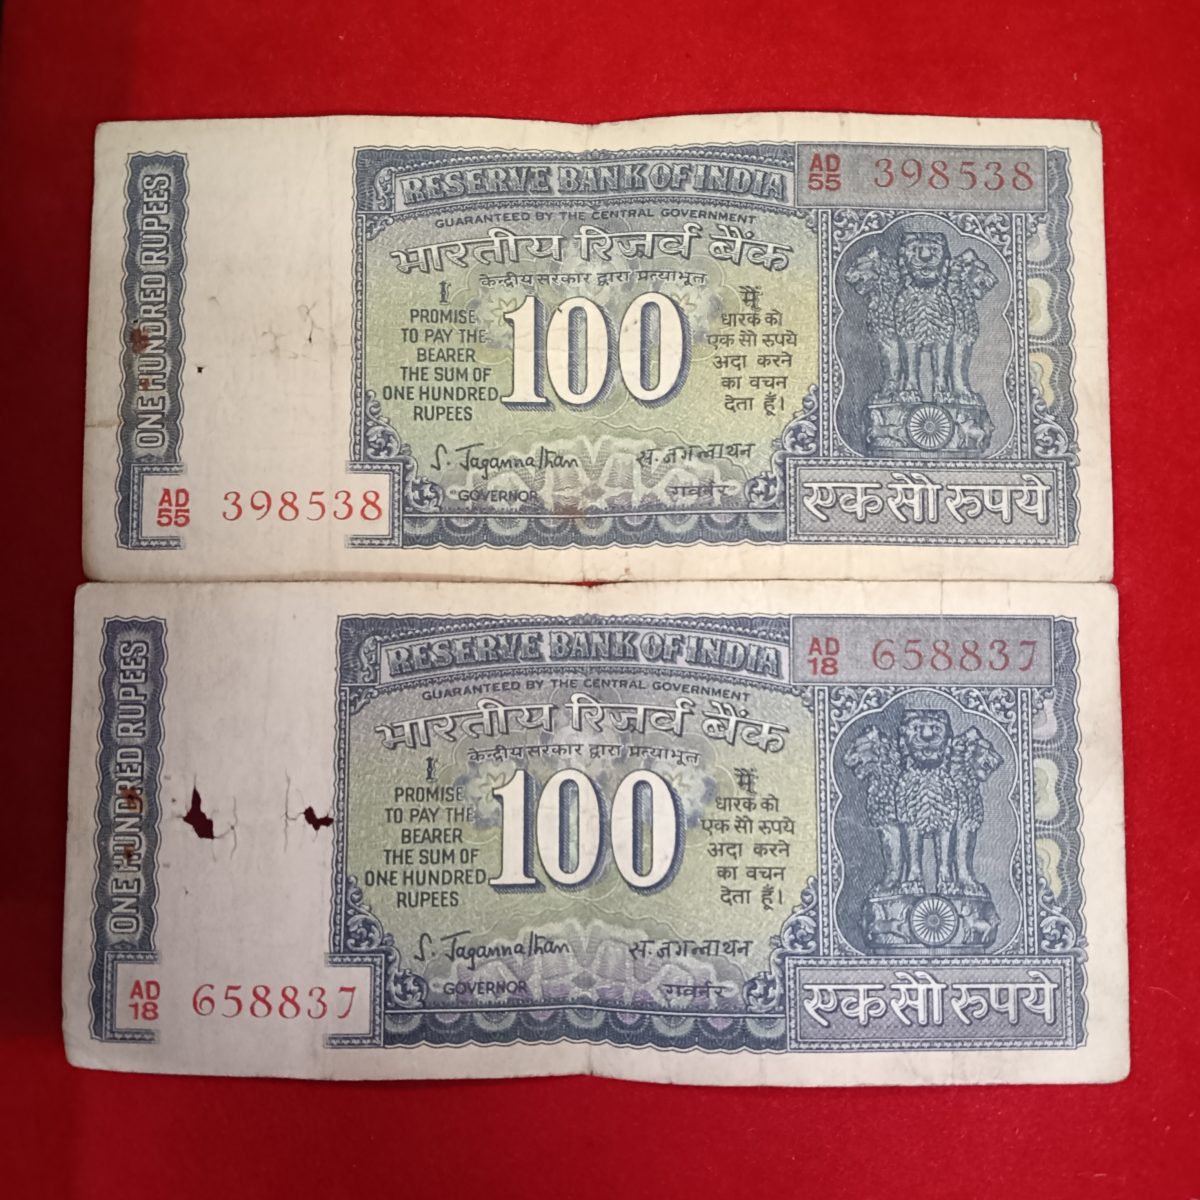 ONE HUNDRED RUPEES
RESERVE BANK OF INDIA
AD
55 398538
GUARANTEED BY THE CENTRAL GOVERNMENT
भारतीय रिजर्व बैंक
केन्द्रीय सरकार द्वारा प्रत्याभूत
I
PROMISE
TO PAY THE
BEARER
THE SUM OF
ONE HUNDRED
RUPEES
100
मैं
धारक को
एक सौ रुपये
अदा करने
का वचन
देता हूँ।
S. Jagannathan
स. जगन्नाथन
GOVERNOR
गवर्नर
AD
55 398538
एक सौ रुपये
ONE HUNDRED RUPEES
RESERVE BANK OF INDIA
AD
18 658837
GUARANTEED BY THE CENTRAL GOVERNMENT
भारतीय रिजर्व बैंक
केन्द्रीय सरकार द्वारा प्रत्याभूत
I
PROMISE
TO PAY THE
BEARER
THE SUM OF
ONE HUNDRED
RUPEES
100
मैं
धारक को
एक सौ रुपये
अदा करने
का वचन
देता हूँ।
S. Jagannathan
स. जगन्नाथन
GOVERNOR
गवर्नर
AD
18 658837
एक सौ रुपये